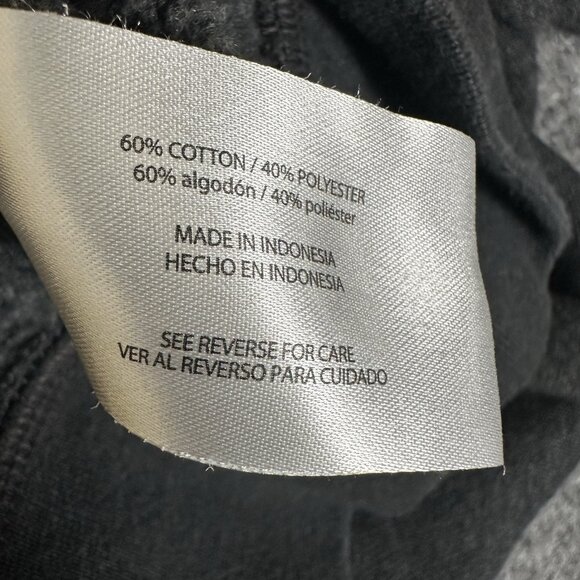 60% COTTON / 40% POLYESTER
60% algodón / 40% poliéster
MADE IN INDONESIA
HECHO EN INDONESIA
SEE REVERSE FOR CARE
VER AL REVERSO PARA CUIDADO